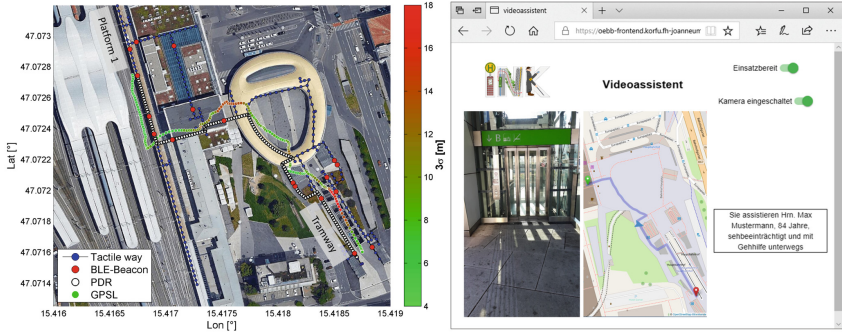 47.073
47.0728
47.0726
47.0724
47.0722
47.072
47.0718
47.0716
47.0714
Lat [°]
Platform 1
Tramway
Tactile way
BLE-Beacon
PDR
GPSL
15.416
15.4165
15.417
15.4175
15.418
15.4185
15.419
Lon [°]
18
16
14
12
10
8
6
4
3σ [m]
videoassistent
https://oebb-frontend.korfu.fh-joanneum
INK
Videoassistent
Einsatzbereit
Kamera eingeschaltet
Sie assistieren Hrn. Max
Mustermann, 84 Jahre,
sehbeeinträchtigt und mit
Gehhilfe unterwegs